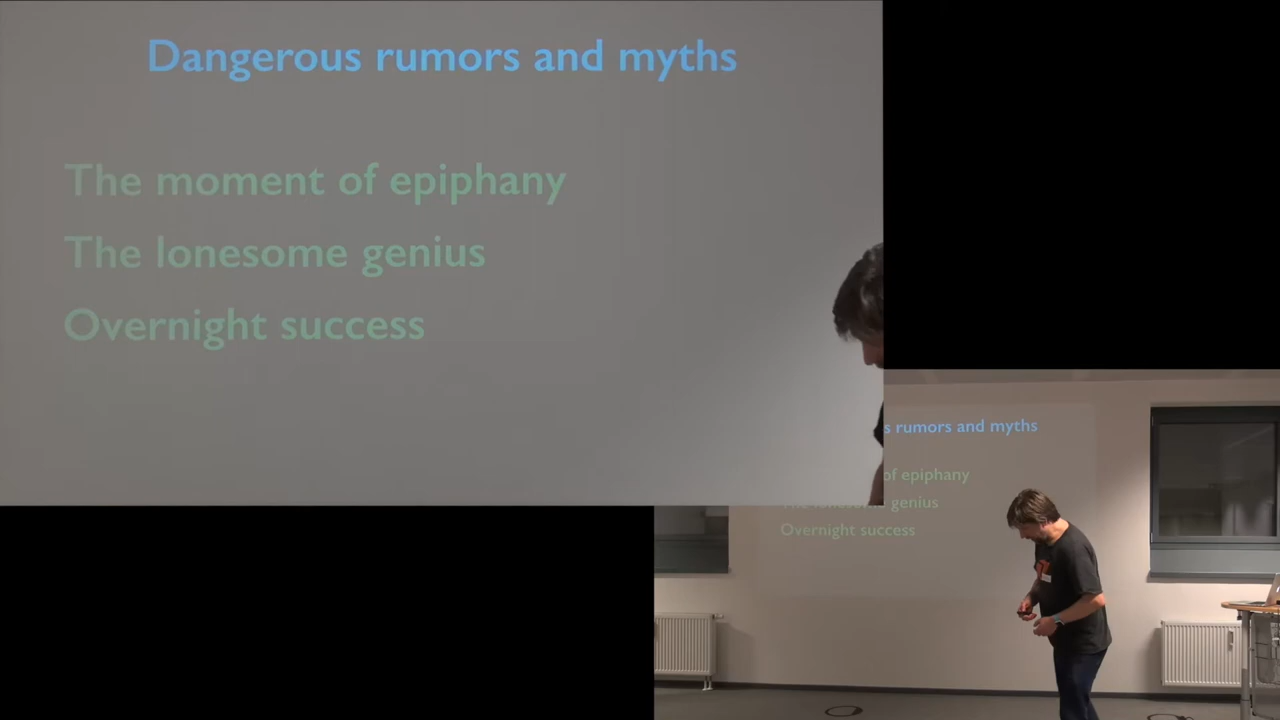 Dangerous rumors and myths
The moment of epiphany
The lonesome genius
Overnight success
s rumors and myths
of epiphany
genius
Overnight success